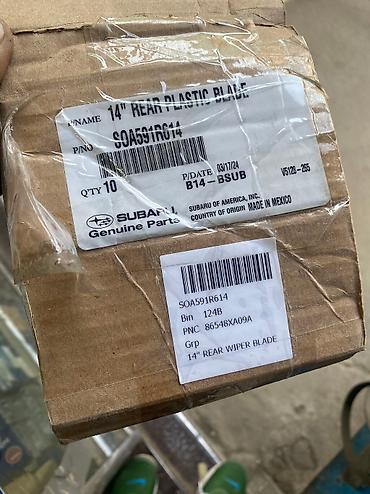 P/NAME 14" REAR PLASTIC BLADE
P/NO SOA591R614
QTY 10 P/DATE 03/17/24 V5128-265
B14-BSUB
SUBARU Genuine Parts
SUBARU OF AMERICA, INC.
COUNTRY OF ORIGIN MADE IN MEXICO
SOA591R614
Bin 124B
PNC 86548XA09A
Grp
14" REAR WIPER BLADE